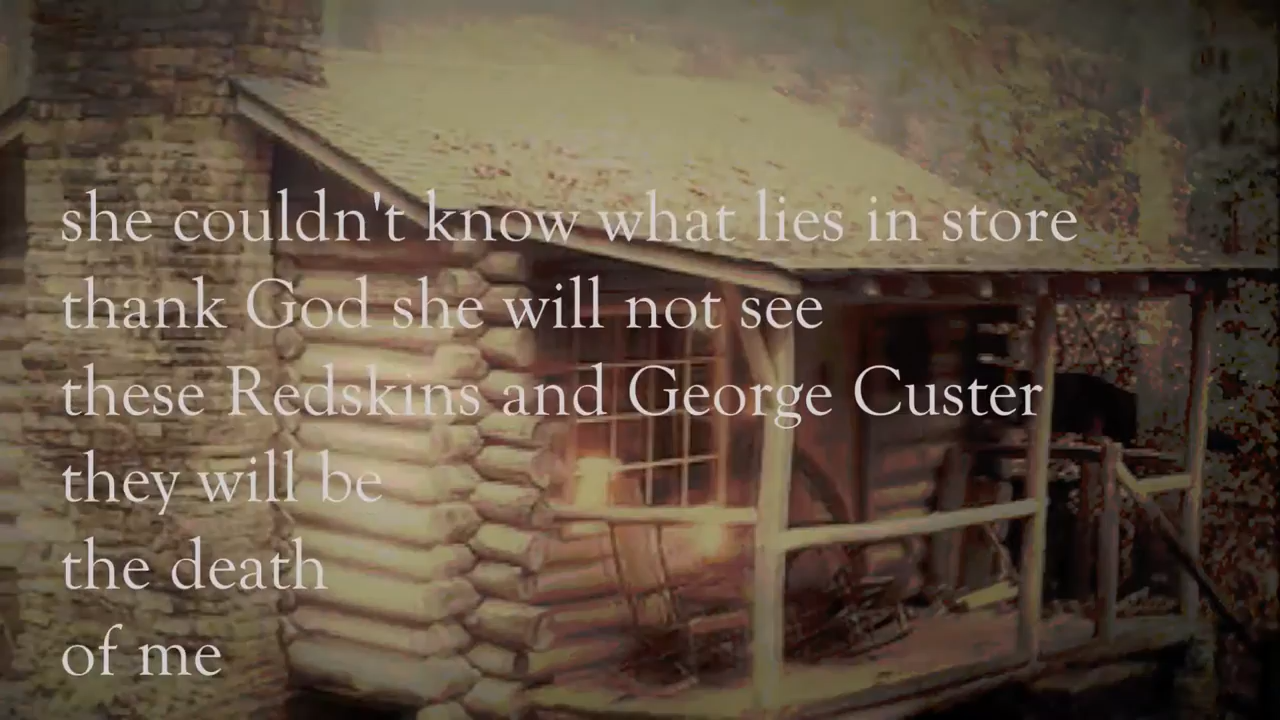 she couldn't know what lies in store
thank God she will not see
these Redskins and George Custer
they will be
the death
of me